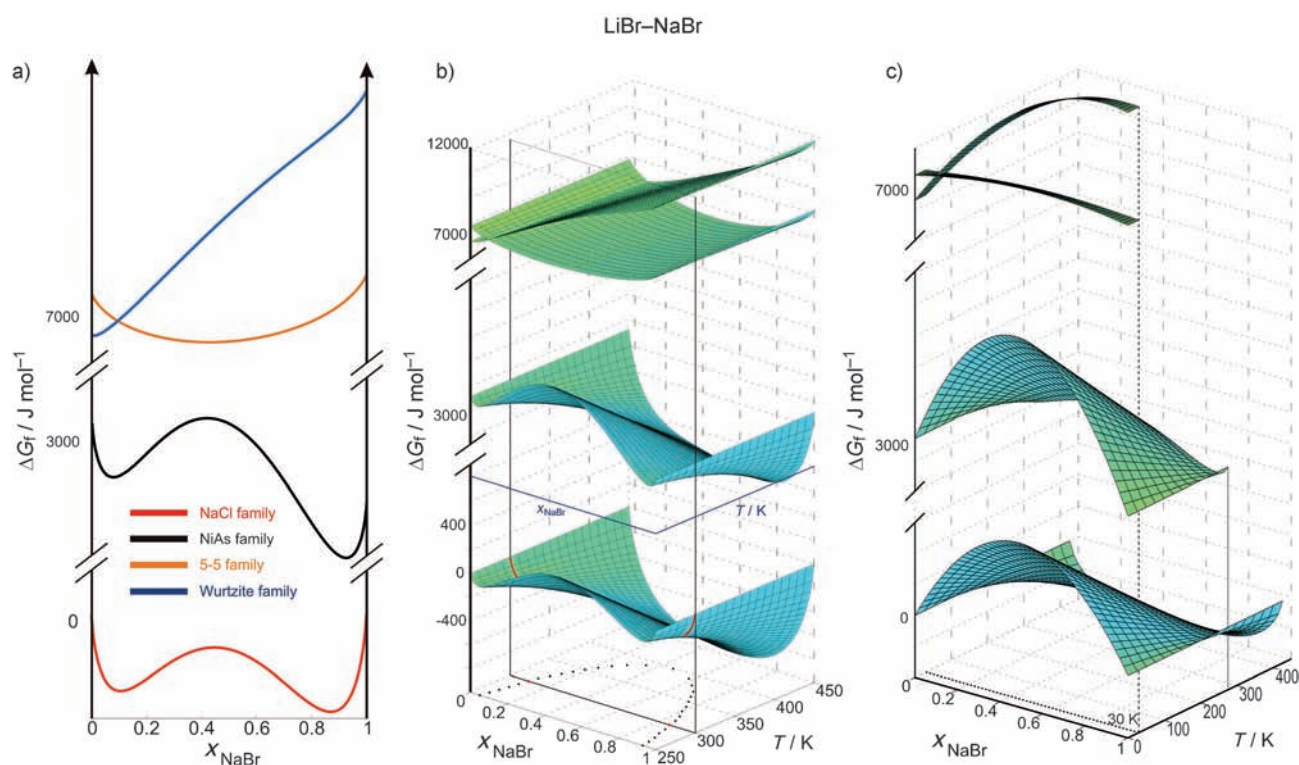 LiBr–NaBr
a)
b)
c)
ΔGf / J mol−1
7000
3000
0
NaCl family
NiAs family
5-5 family
Wurtzite family
0 0.2 0.4 0.6 0.8 1
xNaBr
ΔGf / J mol−1
12000
7000
3000
400
0
-400
xNaBr
T / K
0 0.2 0.4 0.6 0.8 1
xNaBr
250 300 350 400 450
T / K
ΔGf / J mol−1
7000
3000
0
0 0.2 0.4 0.6 0.8 1
xNaBr
30 K
0 100 200 300 400
T / K